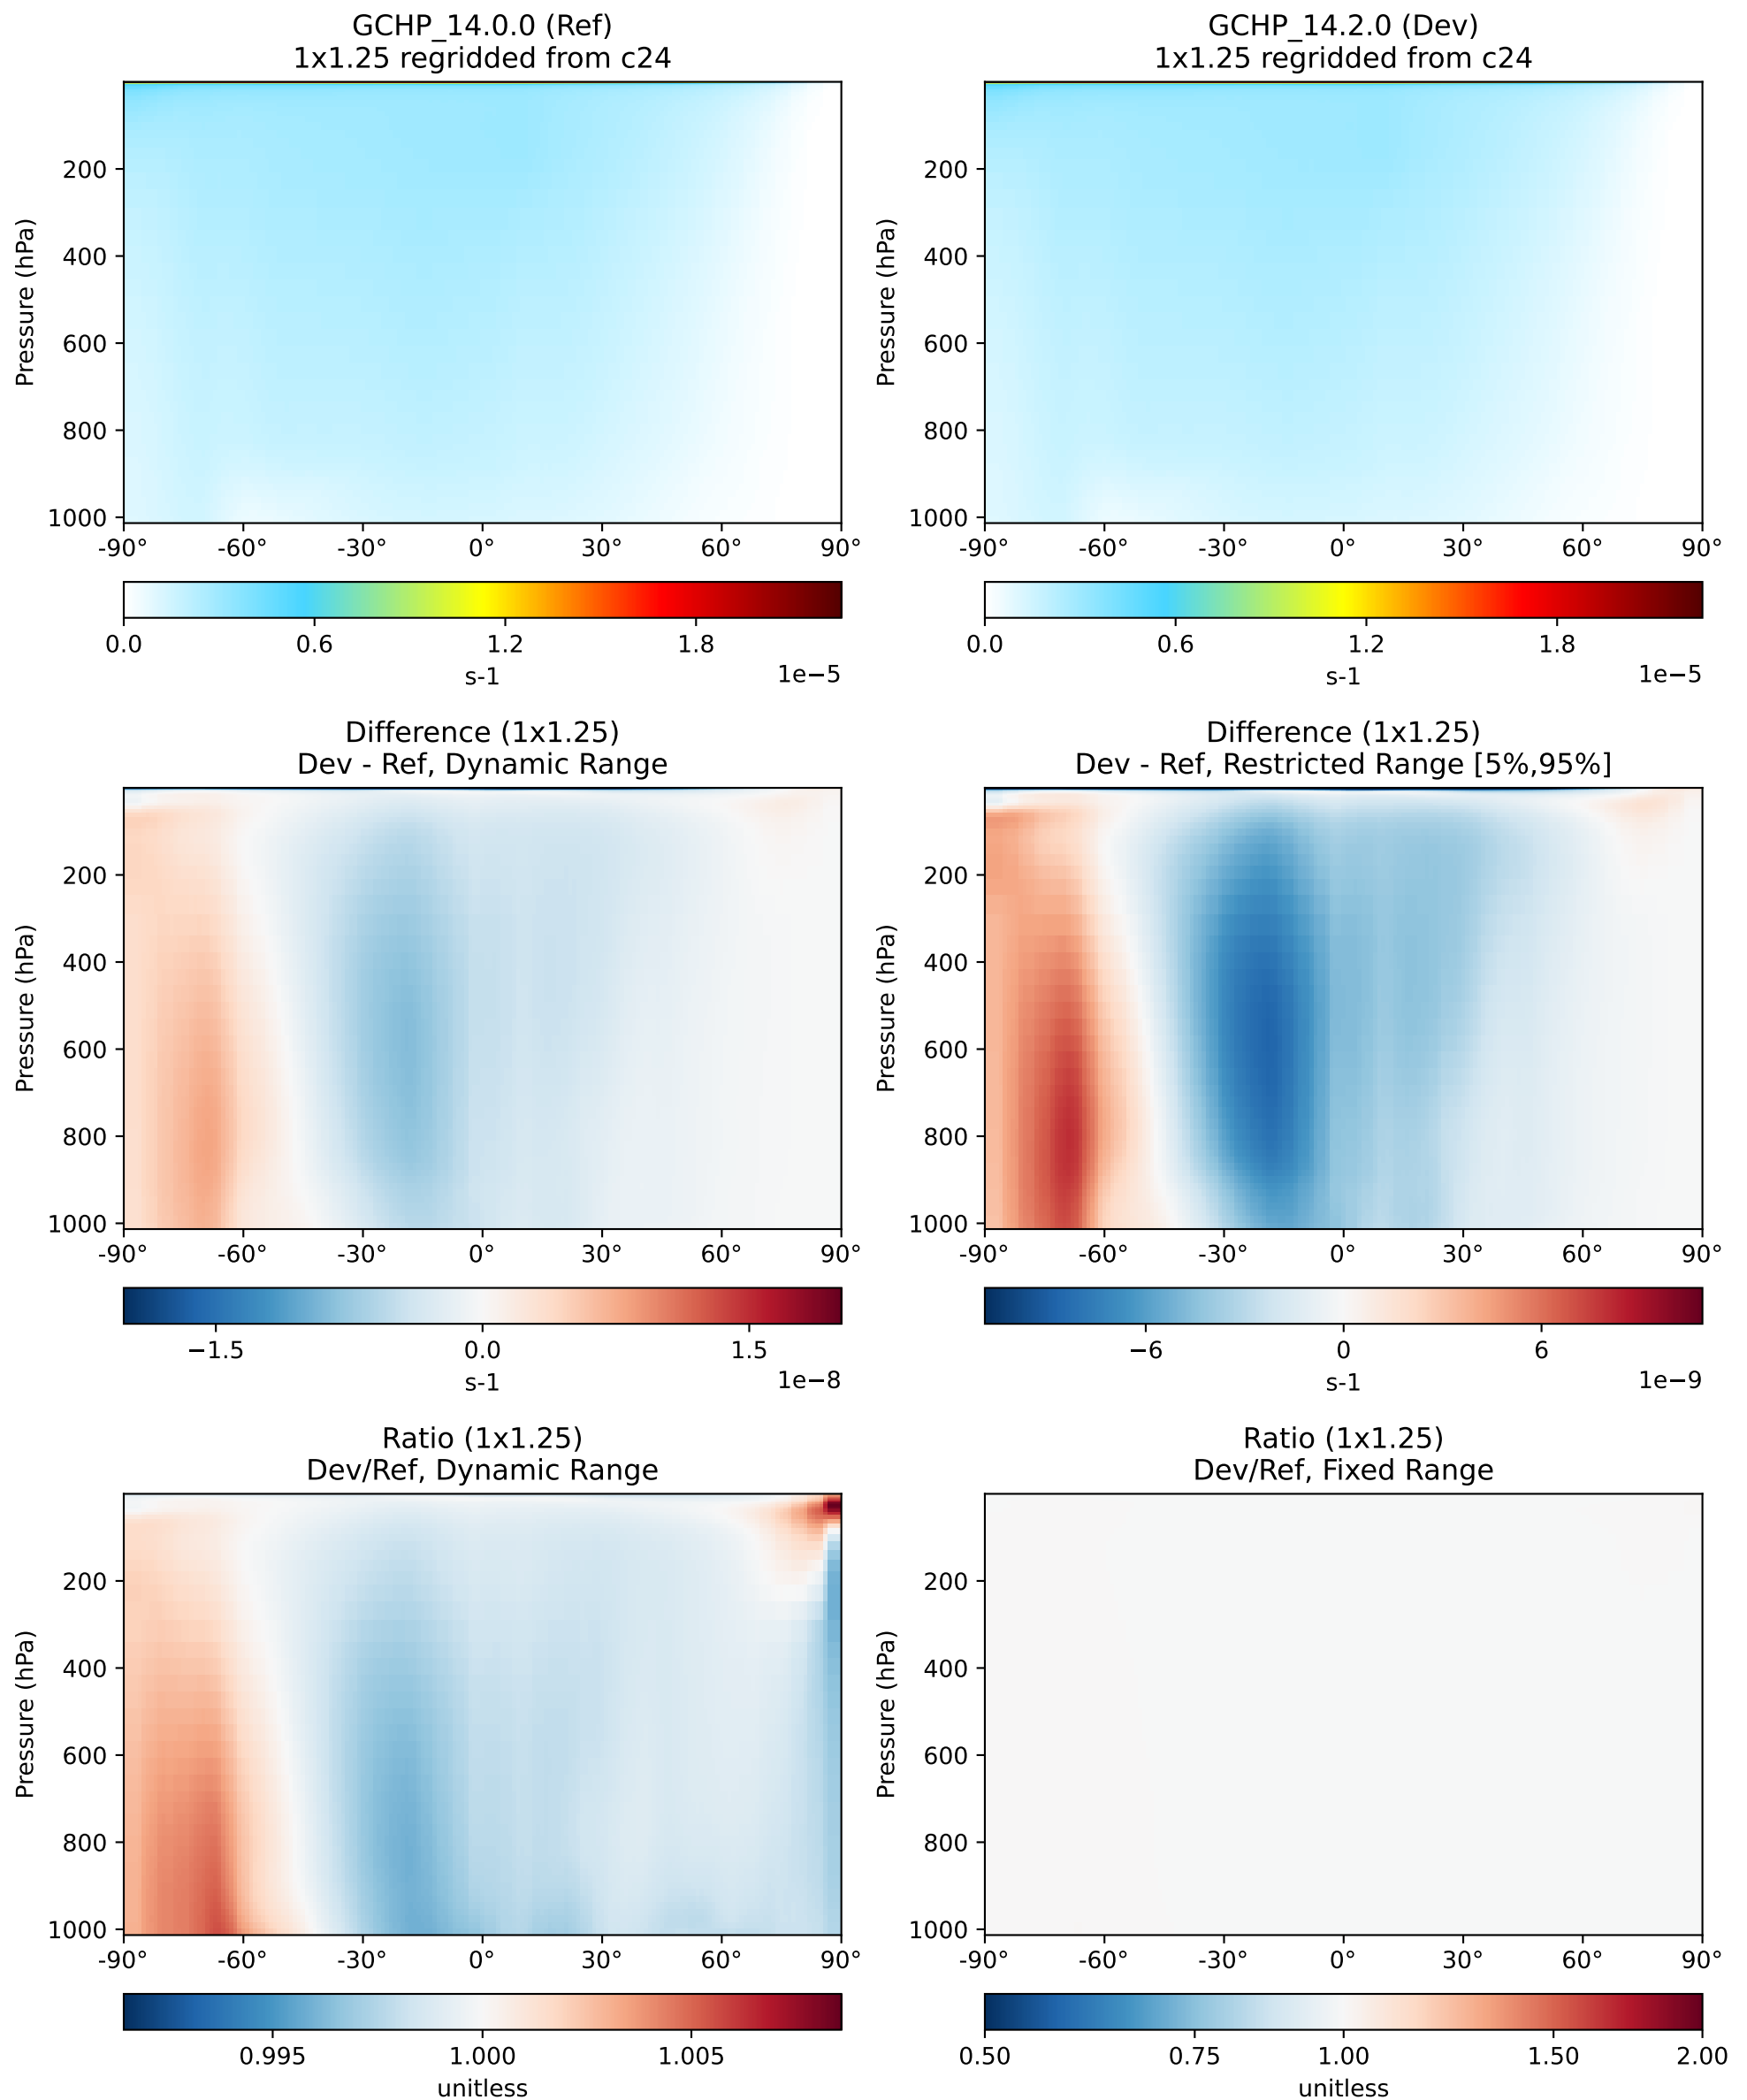 GCHP_14.0.0 (Ref)
1x1.25 regridded from c24
Pressure (hPa)
200
400
600
800
1000
-90° -60° -30° 0° 30° 60° 90°
0.0 0.6 1.2 1.8
s-1
1e−5
GCHP_14.2.0 (Dev)
1x1.25 regridded from c24
Pressure (hPa)
200
400
600
800
1000
-90° -60° -30° 0° 30° 60° 90°
0.0 0.6 1.2 1.8
s-1
1e−5
Difference (1x1.25)
Dev - Ref, Dynamic Range
Pressure (hPa)
200
400
600
800
1000
-90° -60° -30° 0° 30° 60° 90°
−1.5 0.0 1.5
s-1
1e−8
Difference (1x1.25)
Dev - Ref, Restricted Range [5%,95%]
Pressure (hPa)
200
400
600
800
1000
-90° -60° -30° 0° 30° 60° 90°
−6 0 6
s-1
1e−9
Ratio (1x1.25)
Dev/Ref, Dynamic Range
Pressure (hPa)
200
400
600
800
1000
-90° -60° -30° 0° 30° 60° 90°
0.995 1.000 1.005
unitless
Ratio (1x1.25)
Dev/Ref, Fixed Range
Pressure (hPa)
200
400
600
800
1000
-90° -60° -30° 0° 30° 60° 90°
0.50 0.75 1.00 1.50 2.00
unitless